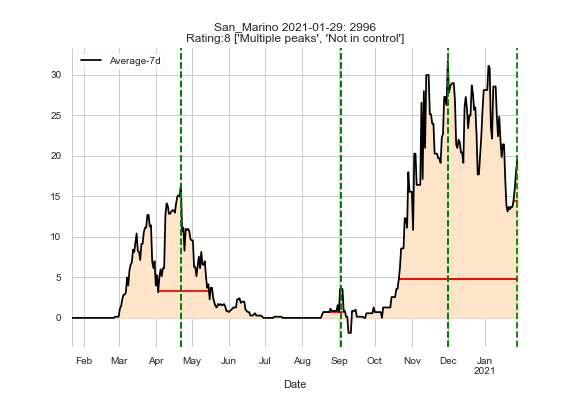 San_Marino 2021-01-29: 2996
Rating:8 ['Multiple peaks', 'Not in control']
Average-7d
30
25
20
15
10
5
0
Feb Mar Apr May Jun Jul Aug Sep Oct Nov Dec Jan
2021
Date